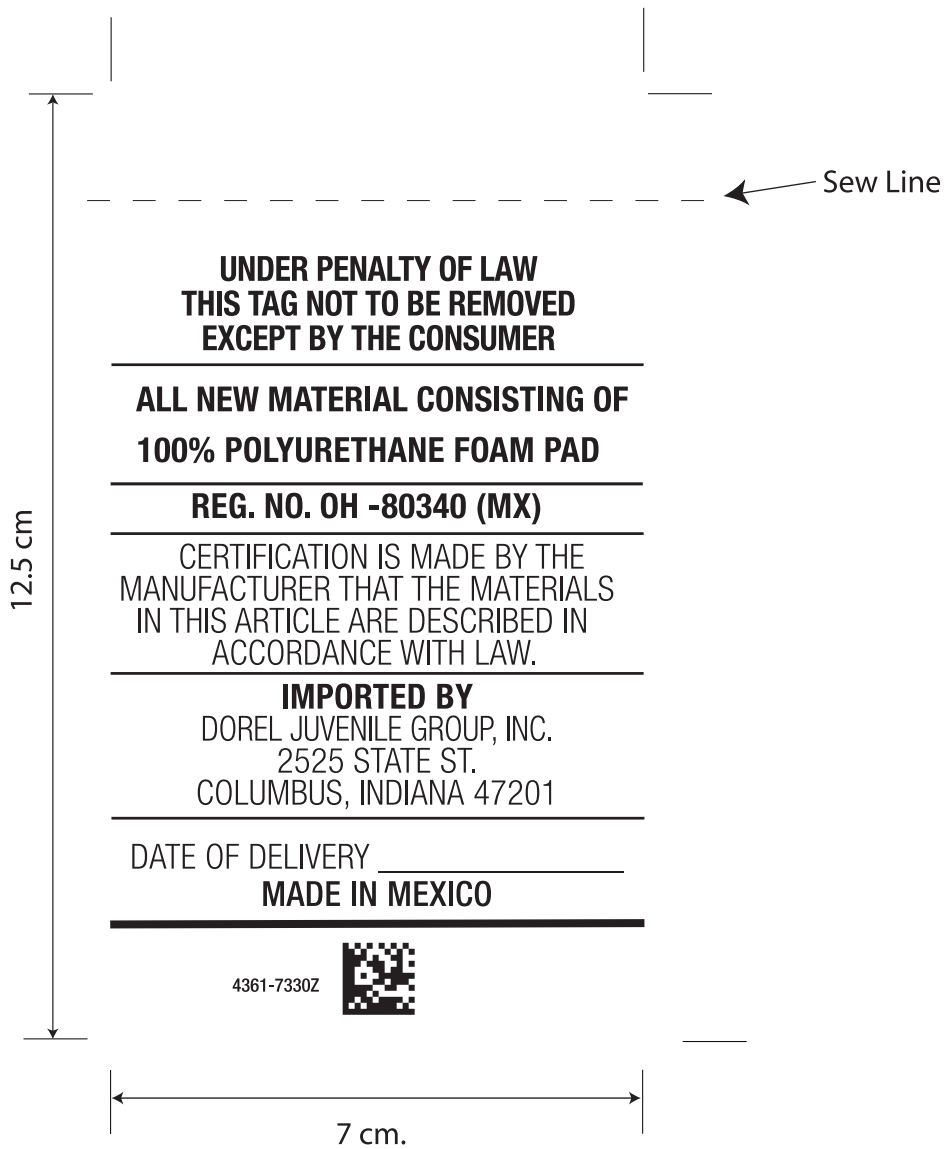 Sew Line
UNDER PENALTY OF LAW
THIS TAG NOT TO BE REMOVED
EXCEPT BY THE CONSUMER
ALL NEW MATERIAL CONSISTING OF
100% POLYURETHANE FOAM PAD
REG. NO. OH -80340 (MX)
CERTIFICATION IS MADE BY THE
MANUFACTURER THAT THE MATERIALS
IN THIS ARTICLE ARE DESCRIBED IN
ACCORDANCE WITH LAW.
IMPORTED BY
DOREL JUVENILE GROUP, INC.
2525 STATE ST.
COLUMBUS, INDIANA 47201
DATE OF DELIVERY
MADE IN MEXICO
4361-7330Z
12.5 cm
7 cm.